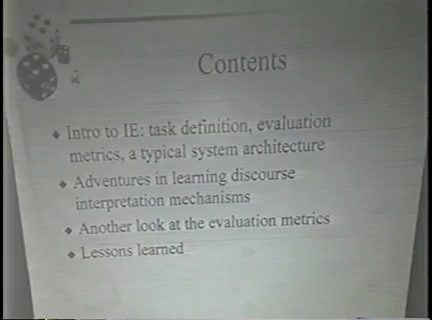 Contents
◆ Intro to IE: task definition, evaluation
metrics, a typical system architecture
◆ Adventures in learning discourse
interpretation mechanisms
◆ Another look at the evaluation metrics
◆ Lessons learned